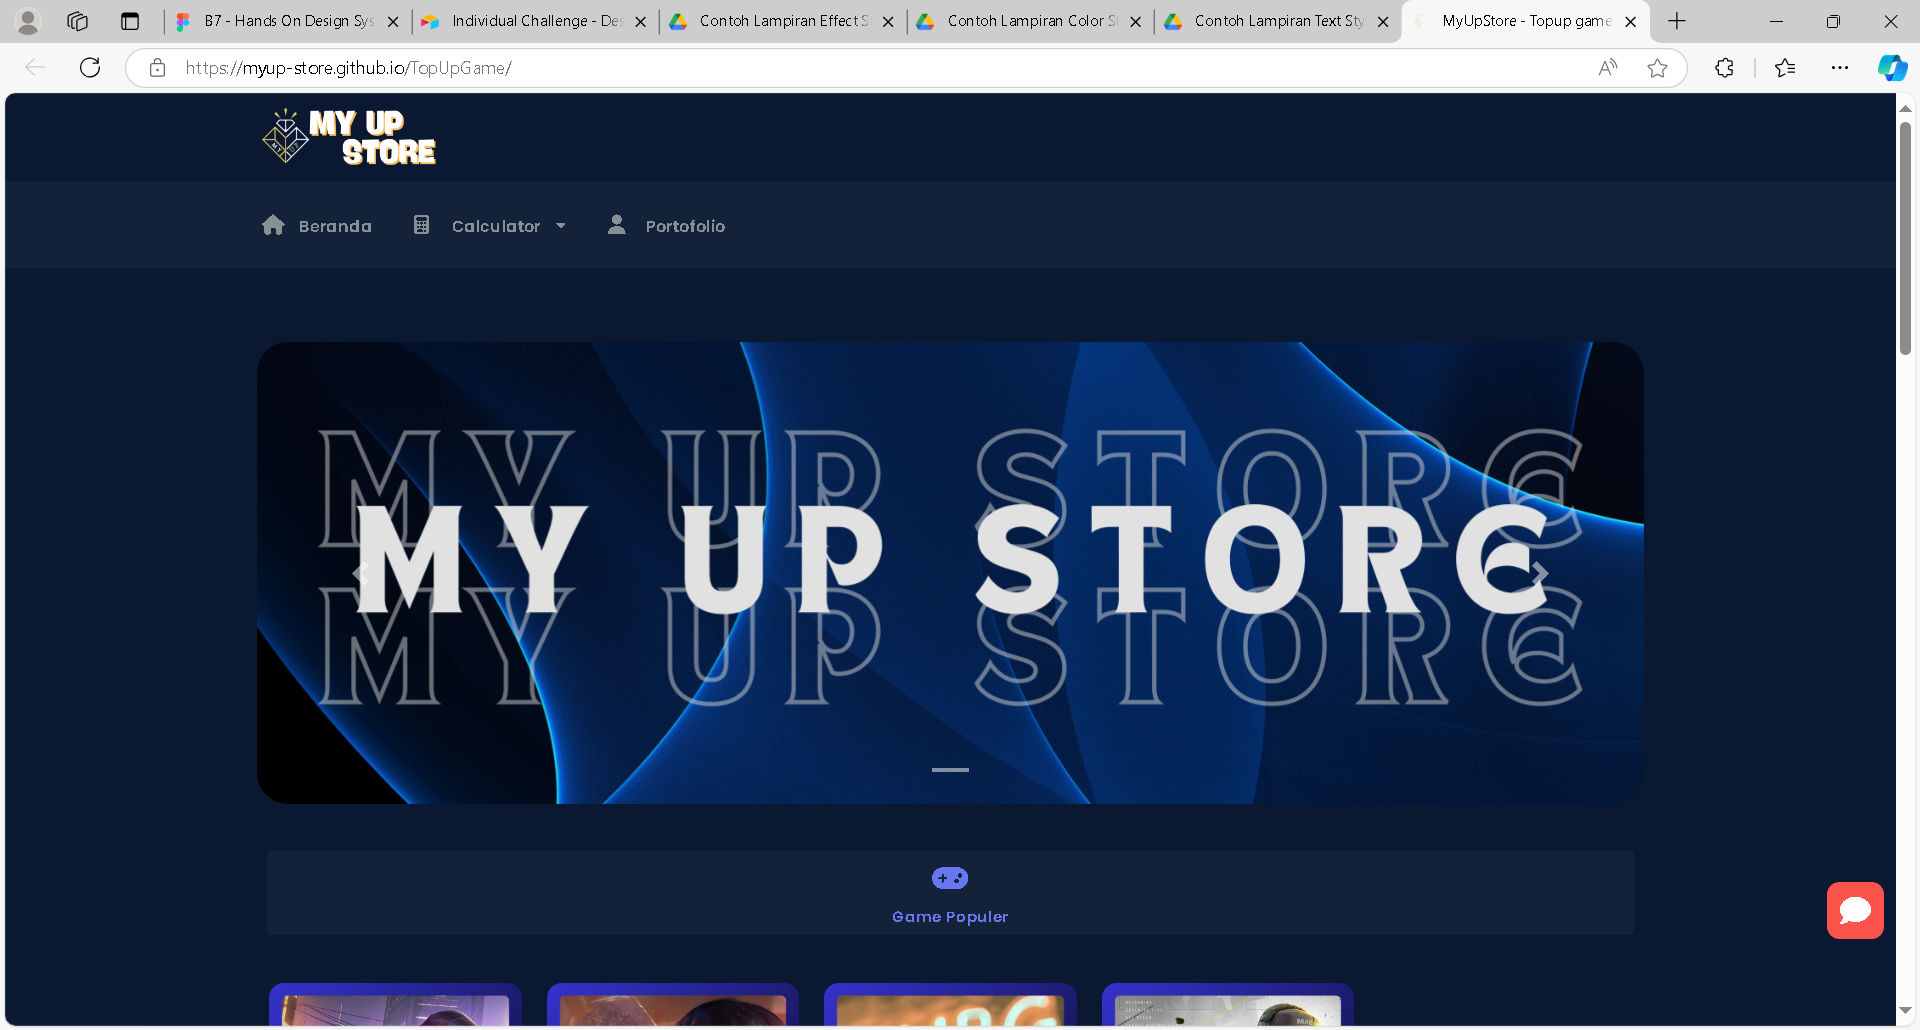 B7 - Hands On Design Sys
Individual Challenge - Des
Contoh Lampiran Effect S
Contoh Lampiran Color S
Contoh Lampiran Text Sty
MyUpStore - Topup game
https://myup-store.github.io/TopUpGame/
MY UP
STORE
Beranda
Calculator
Portofolio
MY UP STORE
MY UP STORE
MY UP STORE
Game Populer